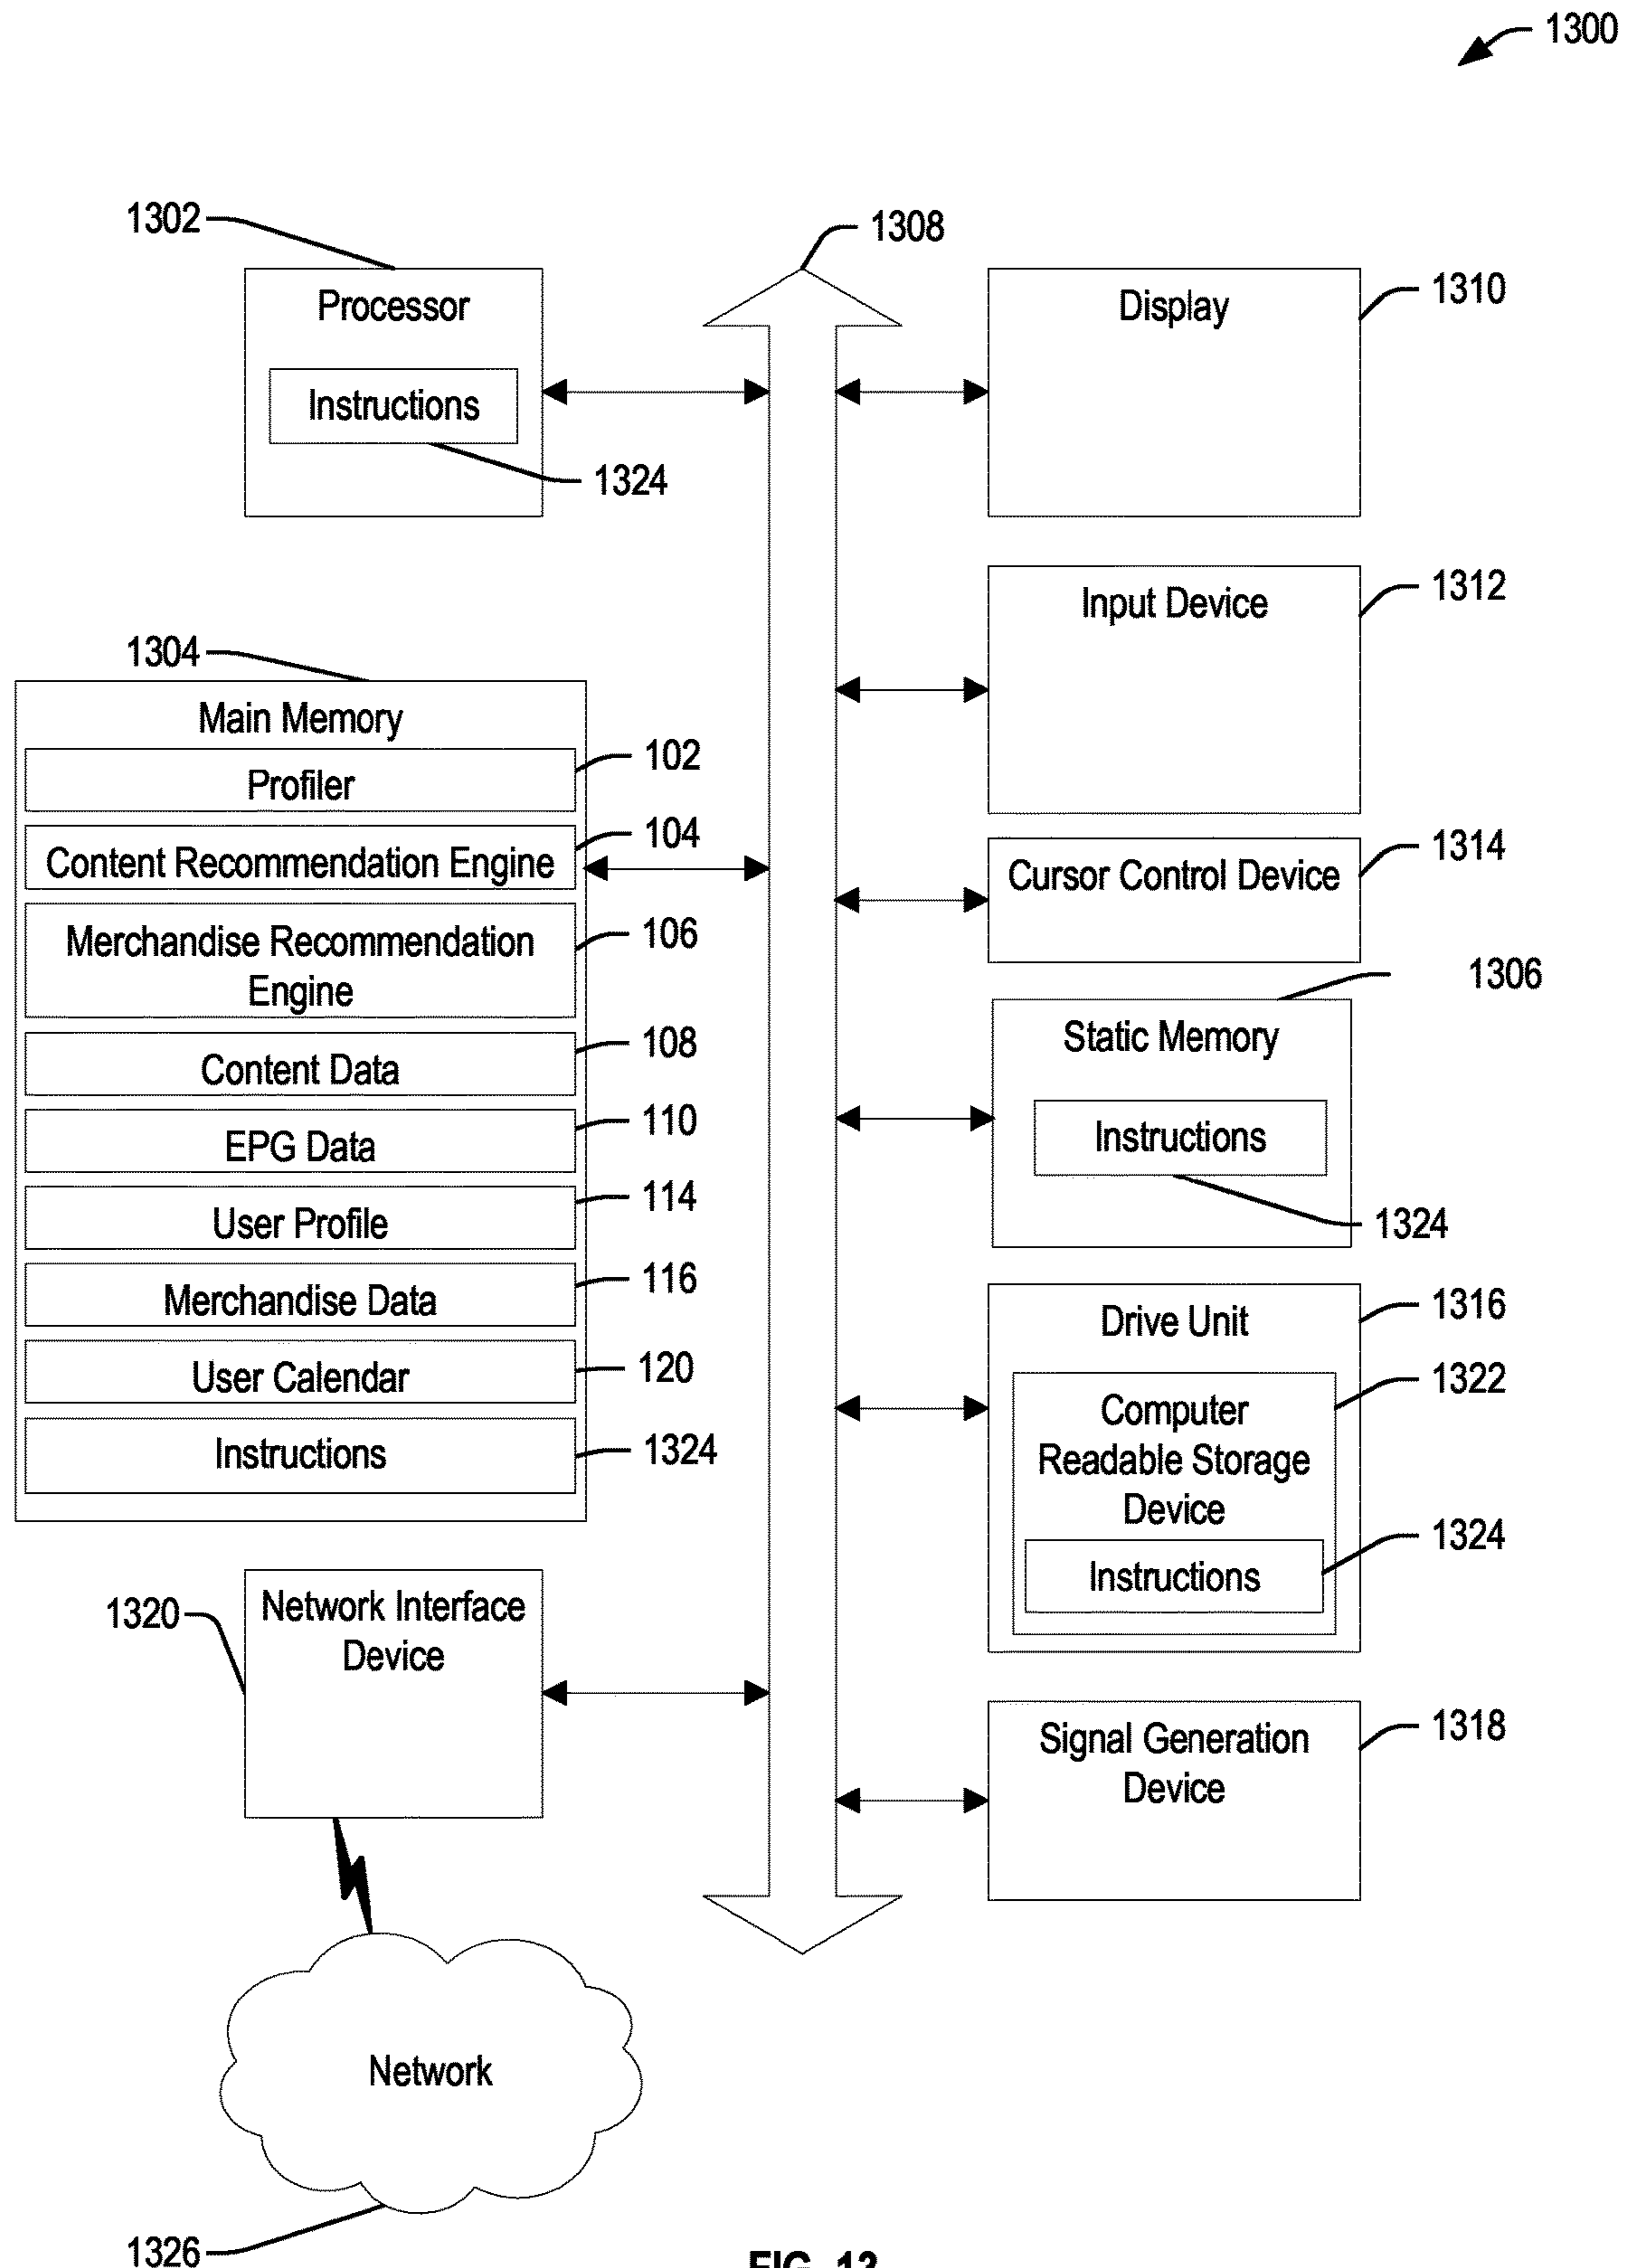 1300
1302
Processor
Instructions
1324
1308
Display
1310
Input Device
1312
1304
Main Memory
Profiler
102
Content Recommendation Engine
104
Merchandise Recommendation
Engine
106
Content Data
108
EPG Data
110
User Profile
114
Merchandise Data
116
User Calendar
120
Instructions
1324
Cursor Control Device
1314
1306
Static Memory
Instructions
1324
Drive Unit
1316
Computer
Readable Storage
Device
1322
Instructions
1324
1320
Network Interface
Device
Signal Generation
Device
1318
Network
1326
FIG. 13